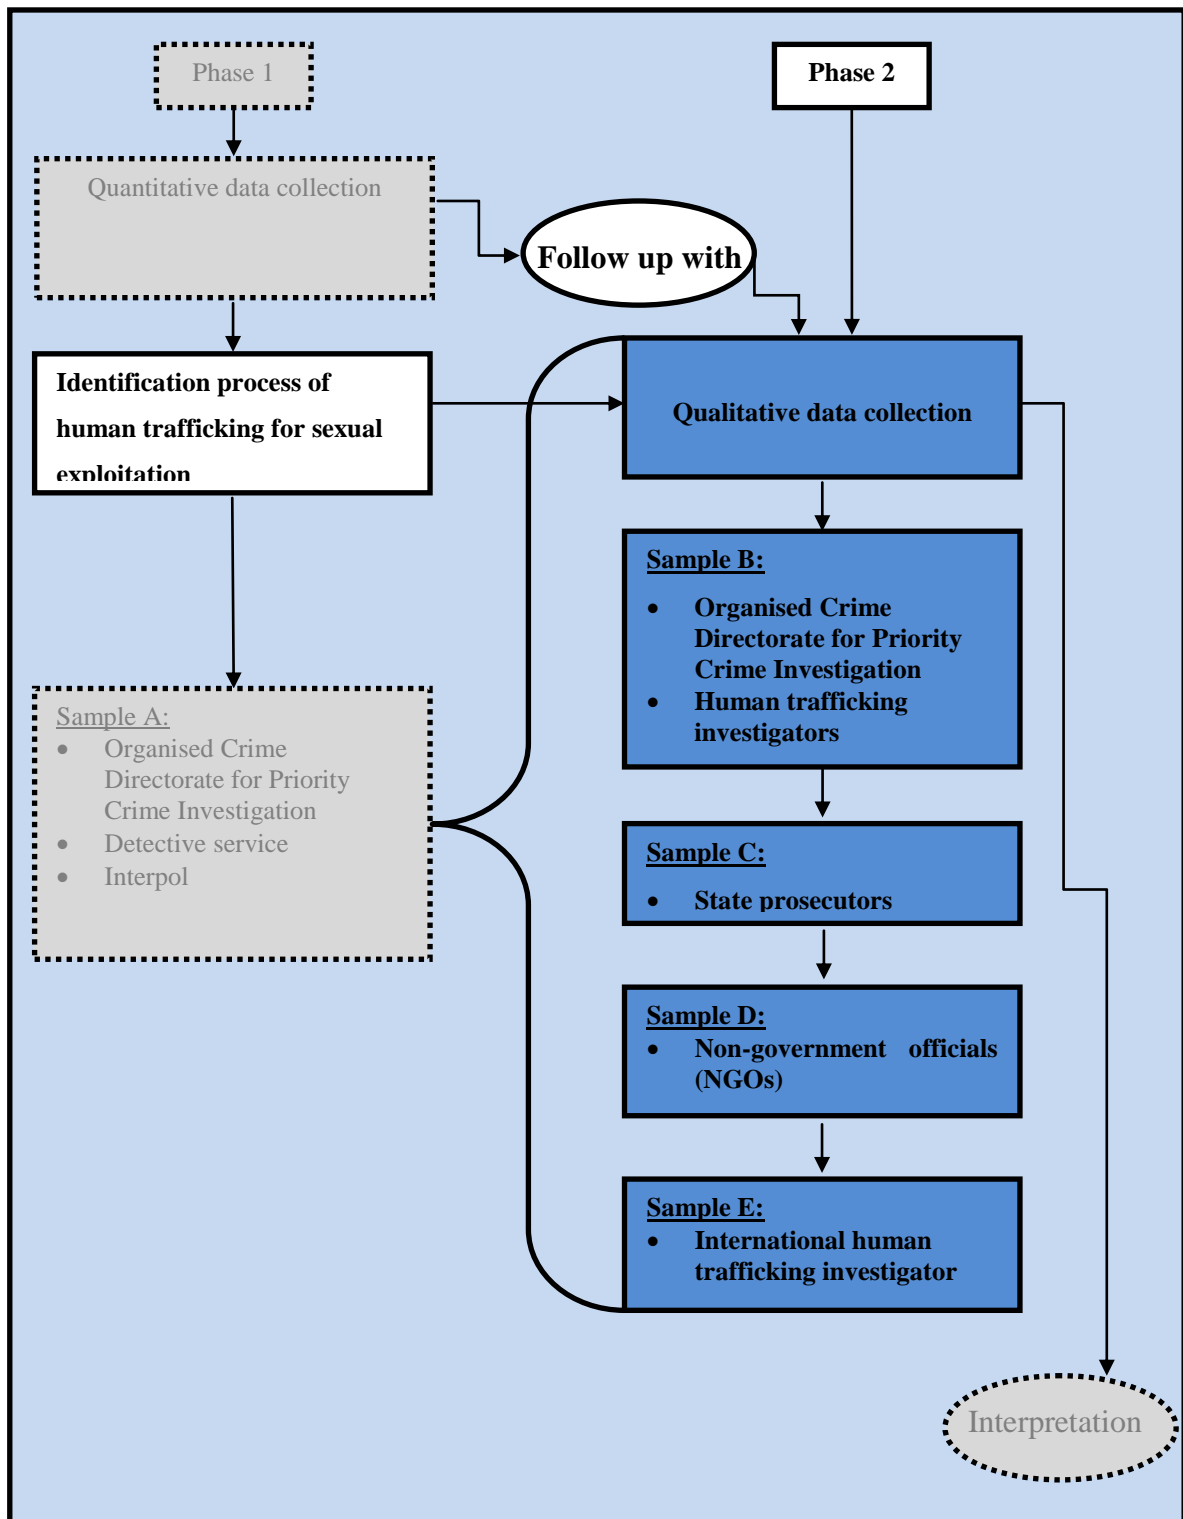 Phase 1
Phase 2
Quantitative data collection
Follow up with
Identification process of
human trafficking for sexual
exploitation
Qualitative data collection
Sample A:
• Organised Crime
Directorate for Priority
Crime Investigation
• Detective service
• Interpol
Sample B:
• Organised Crime
Directorate for Priority
Crime Investigation
• Human trafficking
investigators
Sample C:
• State prosecutors
Sample D:
• Non-government officials
(NGOs)
Sample E:
• International human
trafficking investigator
Interpretation